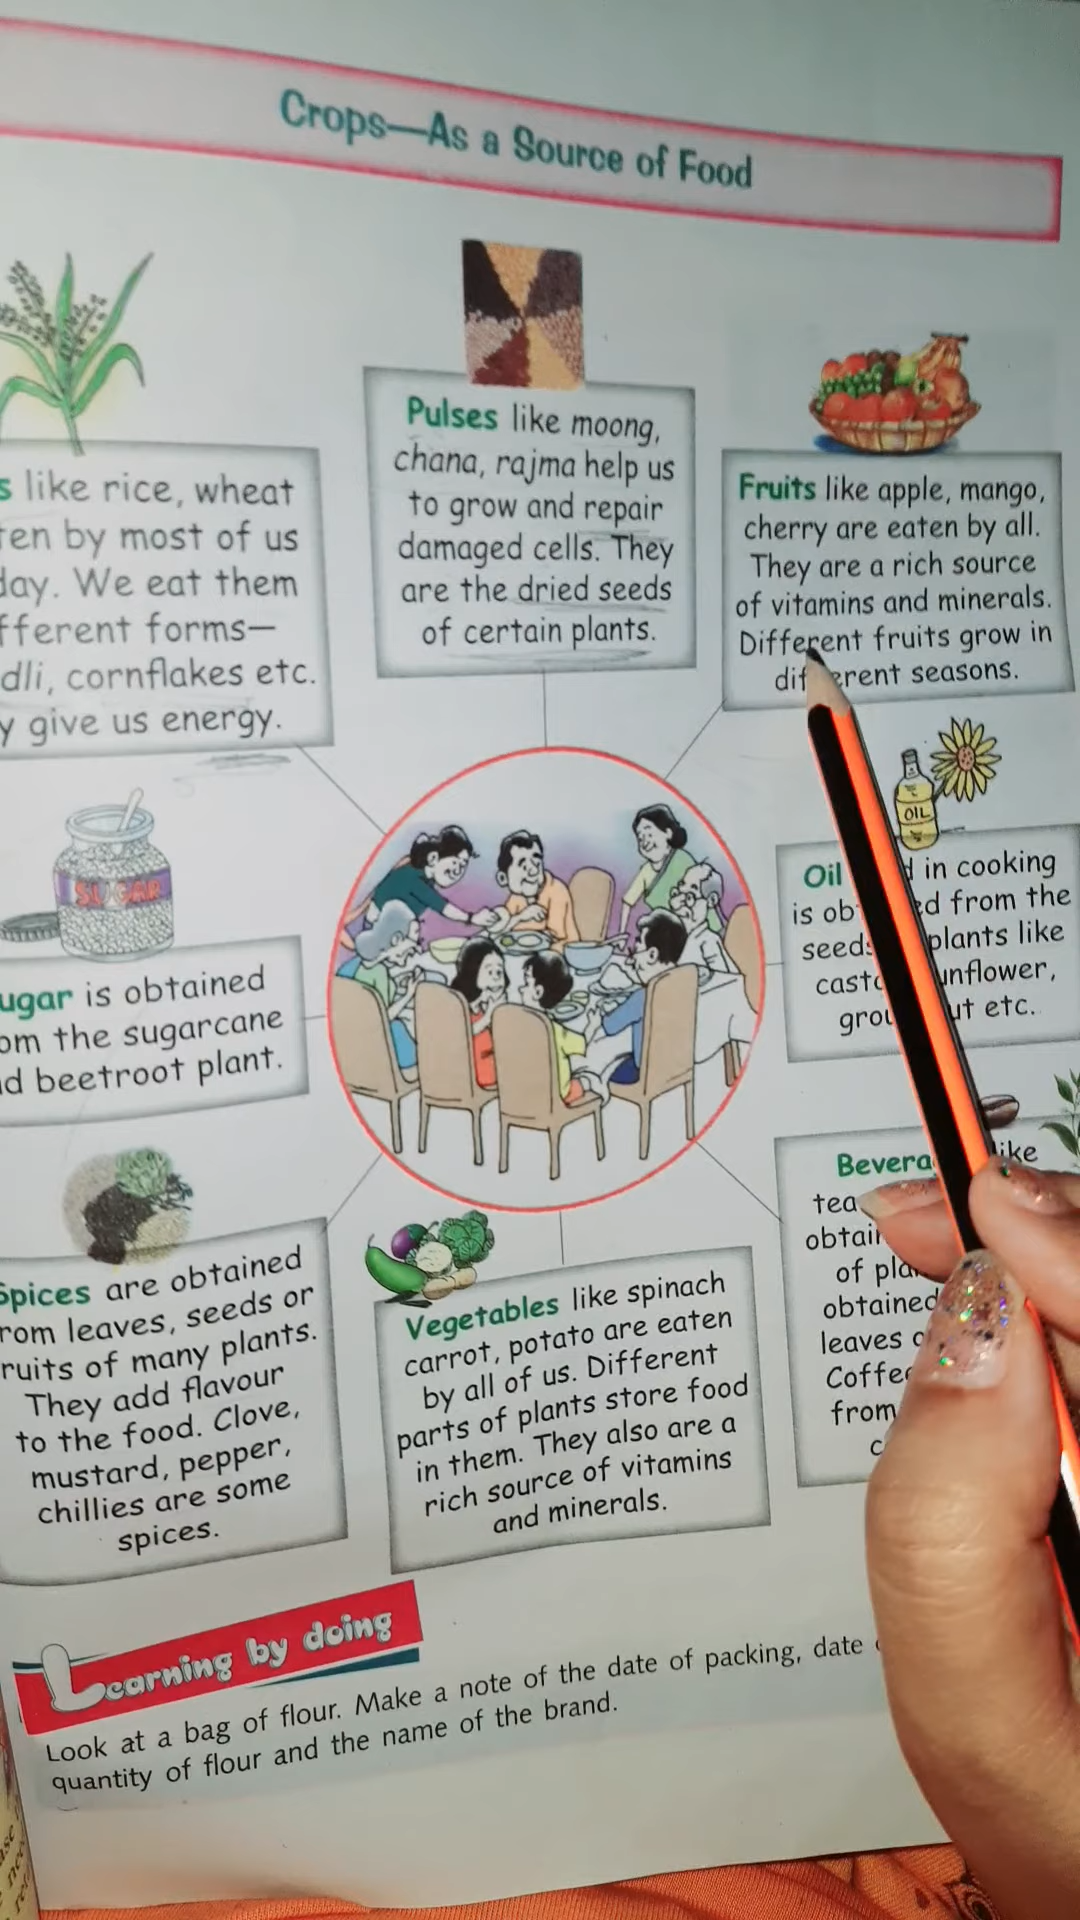 Crops—As a Source of Food
s like rice, wheat
ten by most of us
day. We eat them
fferent forms—
dli, cornflakes etc.
y give us energy.
Pulses like moong,
chana, rajma help us
to grow and repair
damaged cells. They
are the dried seeds
of certain plants.
Fruits like apple, mango,
cherry are eaten by all.
They are a rich source
of vitamins and minerals.
Different fruits grow in
different seasons.
SUGAR
ugar is obtained
om the sugarcane
d beetroot plant.
OIL
Oil in cooking
is ob ed from the
seeds plants like
casto unflower,
grou ut etc.
Spices are obtained
rom leaves, seeds or
ruits of many plants.
They add flavour
to the food. Clove,
mustard, pepper,
chillies are some
spices.
Vegetables like spinach
carrot, potato are eaten
by all of us. Different
parts of plants store food
in them. They also are a
rich source of vitamins
and minerals.
Bevera like
tea
obtai
of pla
obtained
leaves
Coffee
from
Learning by doing
Look at a bag of flour. Make a note of the date of packing, date
quantity of flour and the name of the brand.